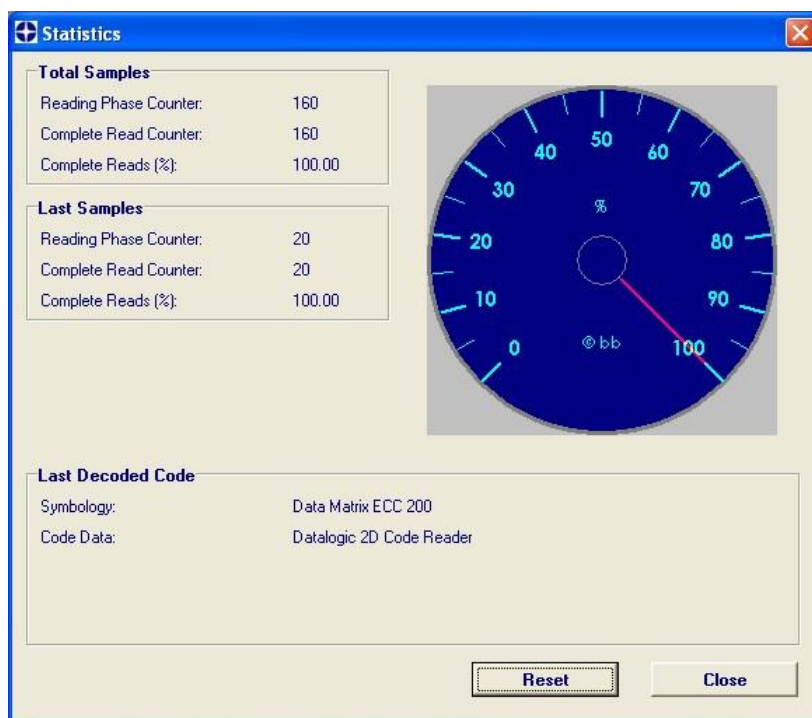 Statistics
Total Samples
Reading Phase Counter: 160
Complete Read Counter: 160
Complete Reads (%): 100.00
Last Samples
Reading Phase Counter: 20
Complete Read Counter: 20
Complete Reads (%): 100.00
50
40 60
30 70
%
20 80
10 90
0 © bb 100
Last Decoded Code
Symbology: Data Matrix ECC 200
Code Data: Datalogic 2D Code Reader
Reset Close